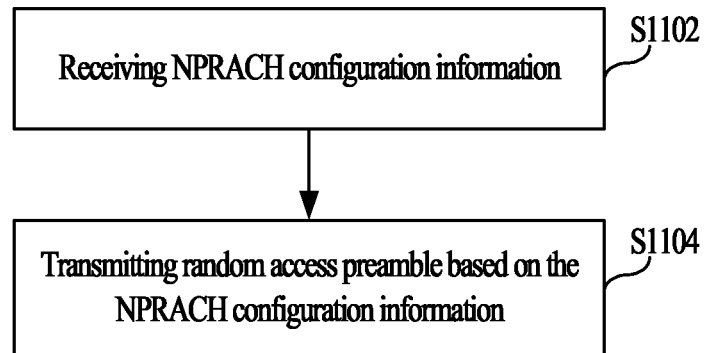 S1102
Receiving NPRACH configuration information
S1104
Transmitting random access preamble based on the
NPRACH configuration information